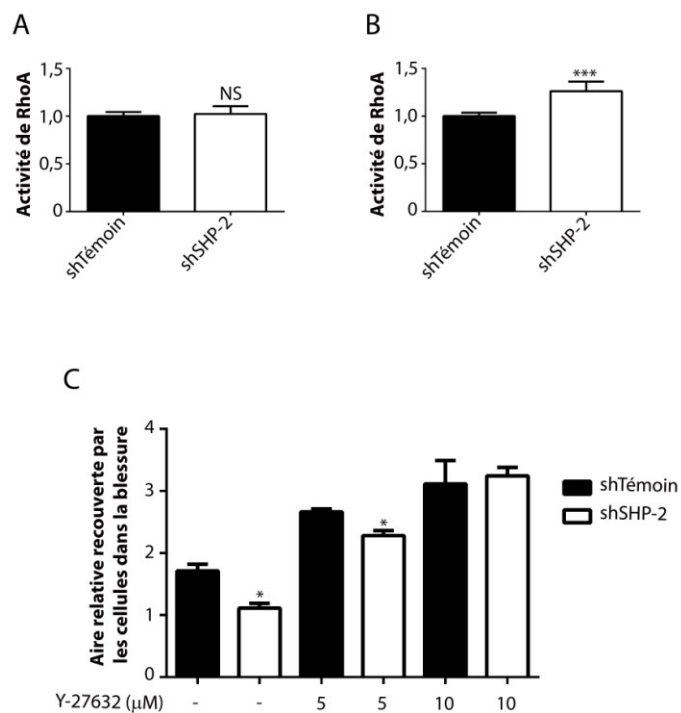 A
Activité de RhoA
1,5
1,0
0,5
0
NS
shTémoin
shSHP-2
B
Activité de RhoA
1,5
1,0
0,5
0
***
shTémoin
shSHP-2
C
Aire relative recouverte par
les cellules dans la blessure
4
3
2
1
0
*
*
shTémoin
shSHP-2
Y-27632 (µM) - - 5 5 10 10